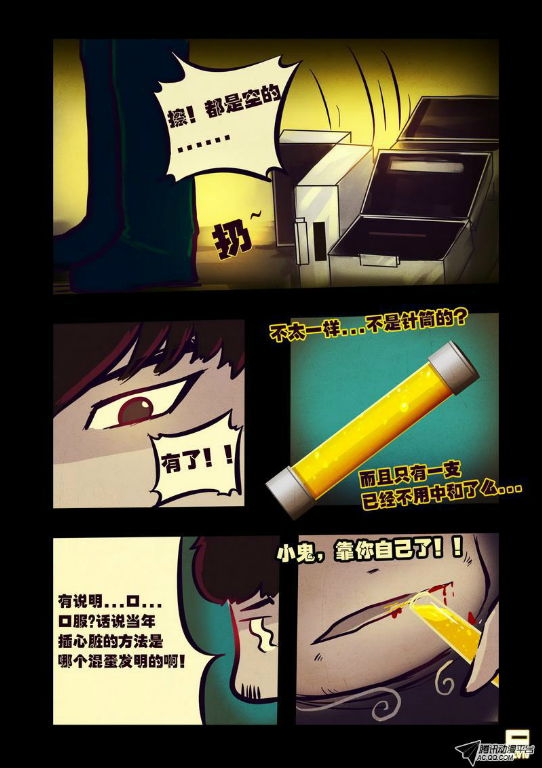 擦！都是空的
......
扔~
不太一样...不是针筒的？
而且只有一支
已经不用中和了么...
有了！！
小鬼，靠你自己了！！
有说明...口...
口服？话说当年
插心脏的方法是
哪个混蛋发明的啊！
腾讯动漫平台
AC.QQ.COM